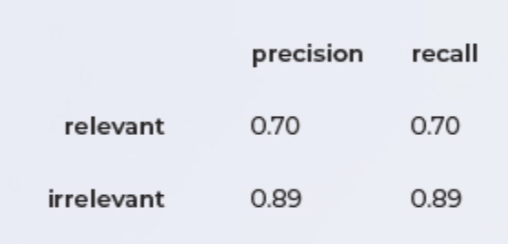 precision recall
relevant 0.70 0.70
irrelevant 0.89 0.89